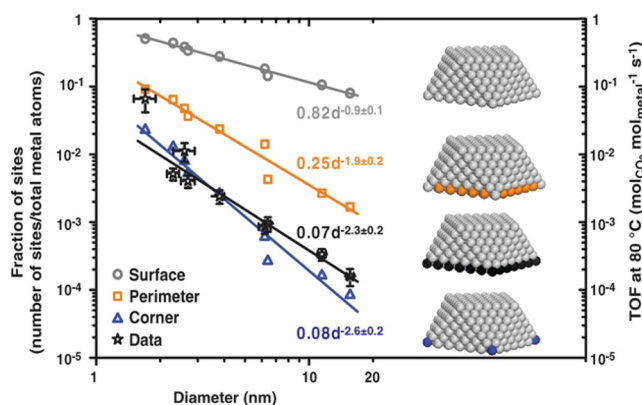 Fraction of sites
(number of sites/total metal atoms)
1
10-1
10-2
10-3
10-4
10-5
Surface
Perimeter
Corner
Data
0.82d-0.9±0.1
0.25d-1.9±0.2
0.07d-2.3±0.2
0.08d-2.6±0.2
1
10
20
Diameter (nm)
1
10-1
10-2
10-3
10-4
10-5
TOF at 80 °C (molCO2 molmetal-1 s-1)